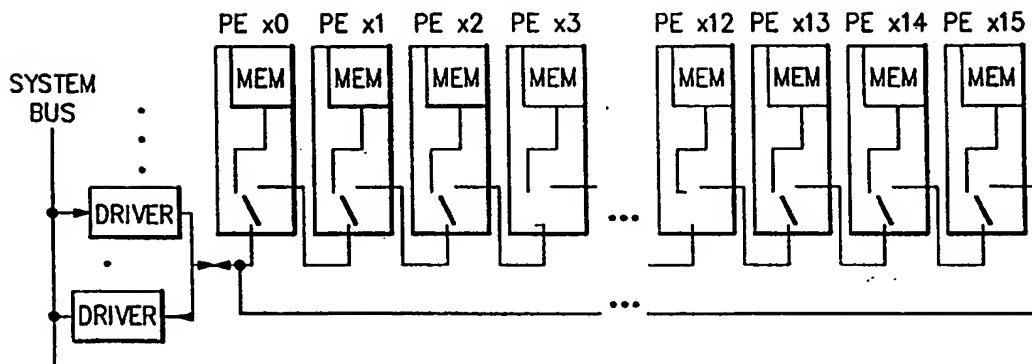 PE x0 PE x1 PE x2 PE x3 PE x12 PE x13 PE x14 PE x15
MEM MEM MEM MEM MEM MEM MEM MEM
SYSTEM
BUS
DRIVER
...
DRIVER
...